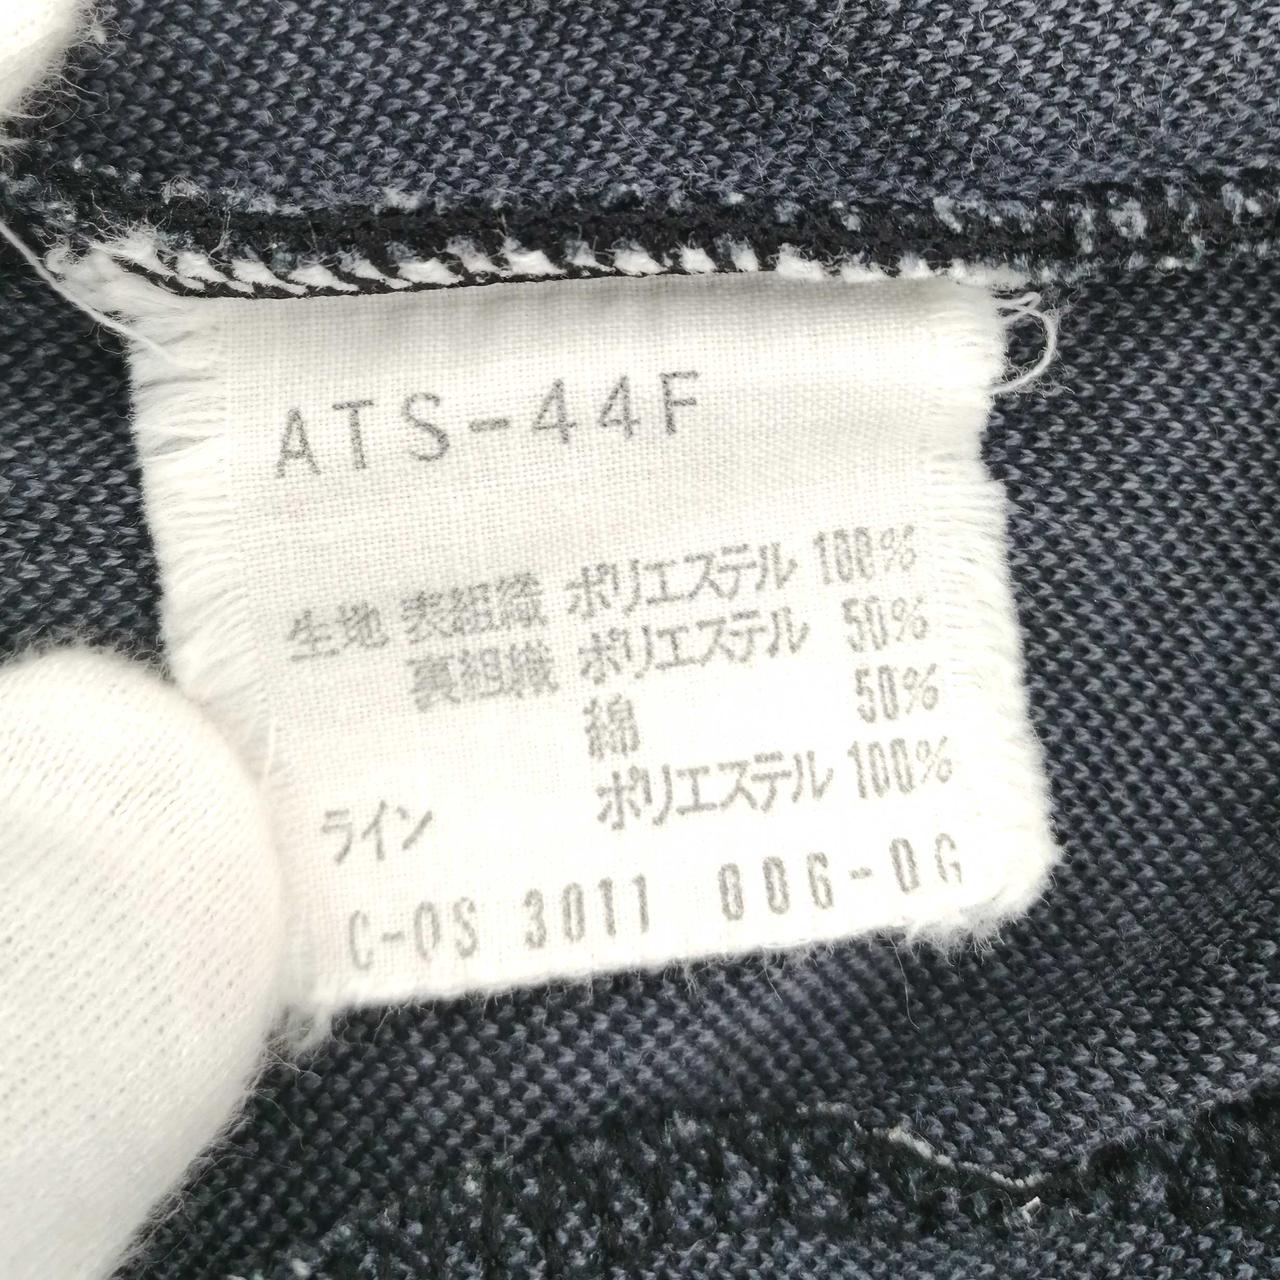 ATS-44F
生地 表組織 ポリエステル 100%
裏組織 ポリエステル 50%
綿 50%
ライン ポリエステル 100%
C-OS 3011 006-0G